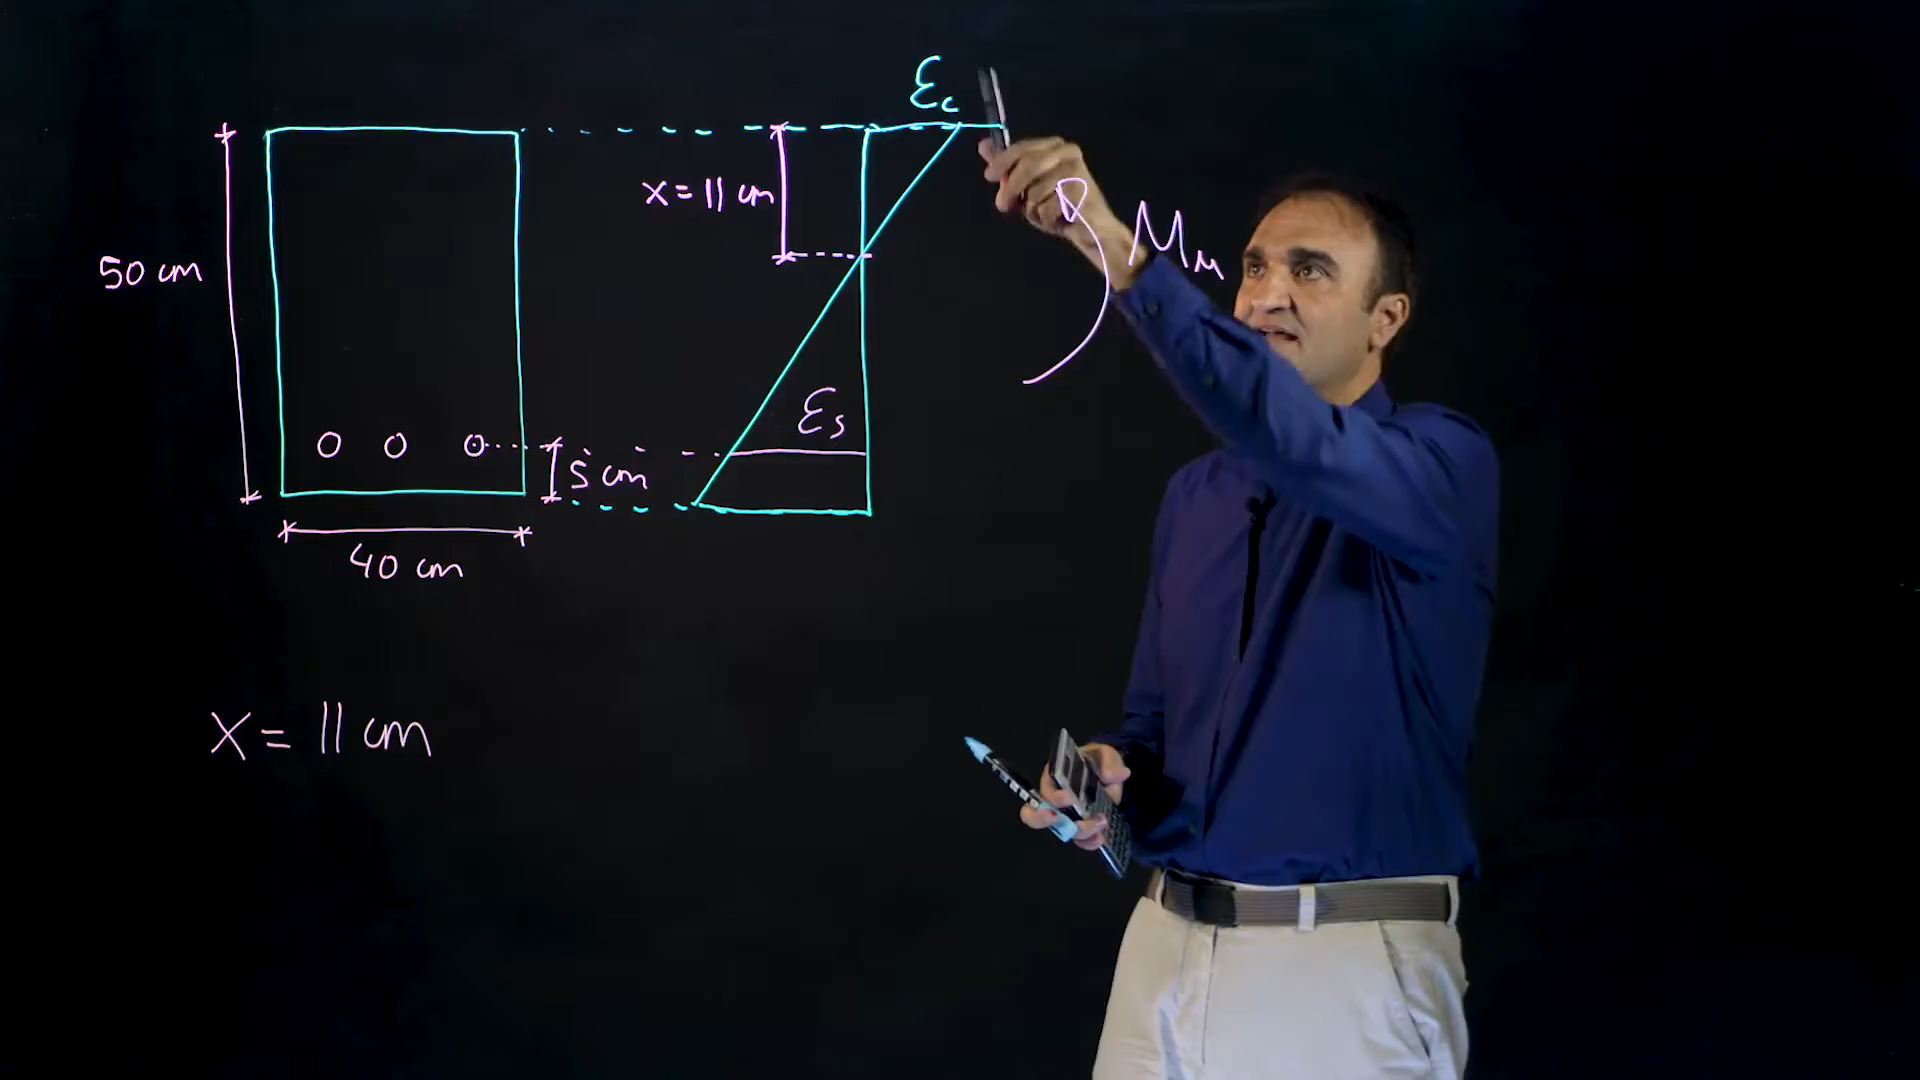 εc
x = 11 cm
Mu
50 cm
εs
5 cm
40 cm
X = 11 cm